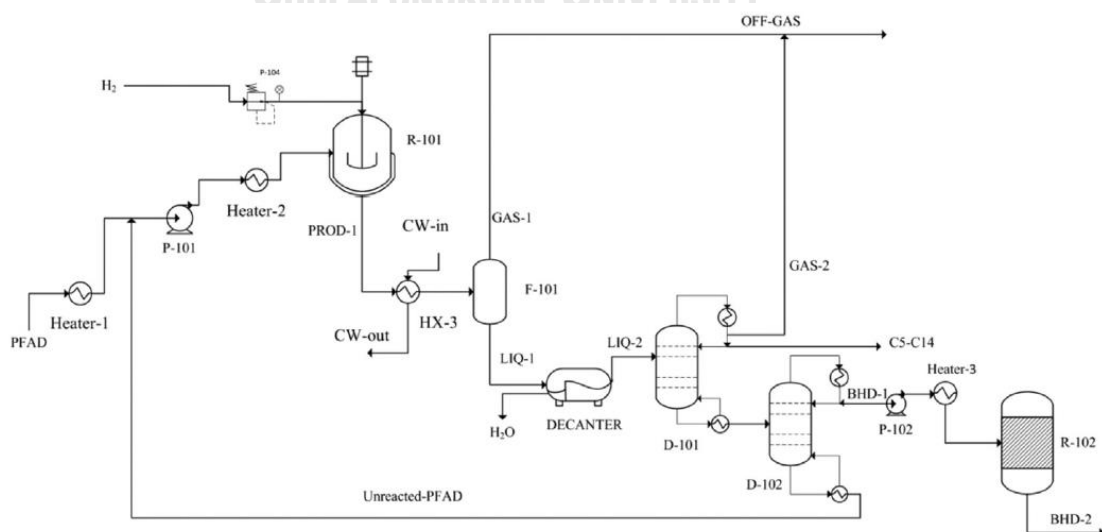 OFF-GAS
P-104
H₂
R-101
Heater-2
PROD-1
CW-in
GAS-1
P-101
GAS-2
F-101
Heater-1
HX-3
PFAD
CW-out
LIQ-1
LIQ-2
C5-C14
Heater-3
BHD-1
H₂O
DECANTER
P-102
D-101
R-102
D-102
Unreacted-PFAD
BHD-2